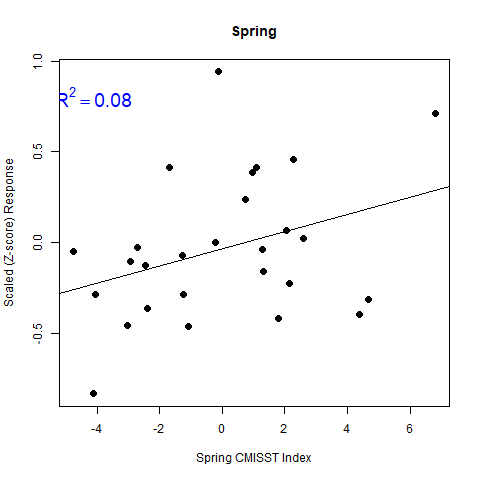 Spring
R² = 0.08
Scaled (Z-score) Response
1.0
0.5
0.0
-0.5
-4 -2 0 2 4 6
Spring CMISST Index